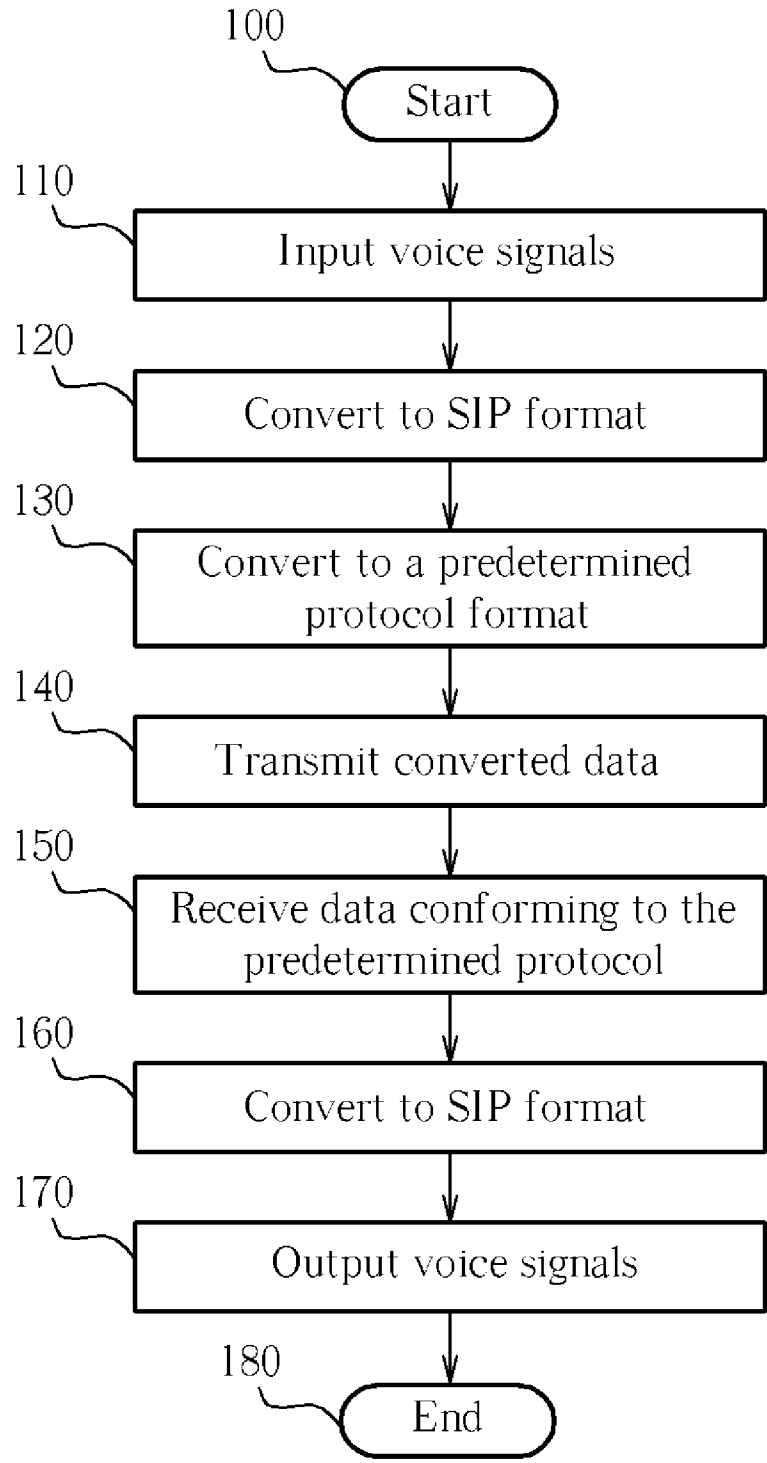 100
Start
110
Input voice signals
120
Convert to SIP format
130
Convert to a predetermined
protocol format
140
Transmit converted data
150
Receive data conforming to the
predetermined protocol
160
Convert to SIP format
170
Output voice signals
180
End